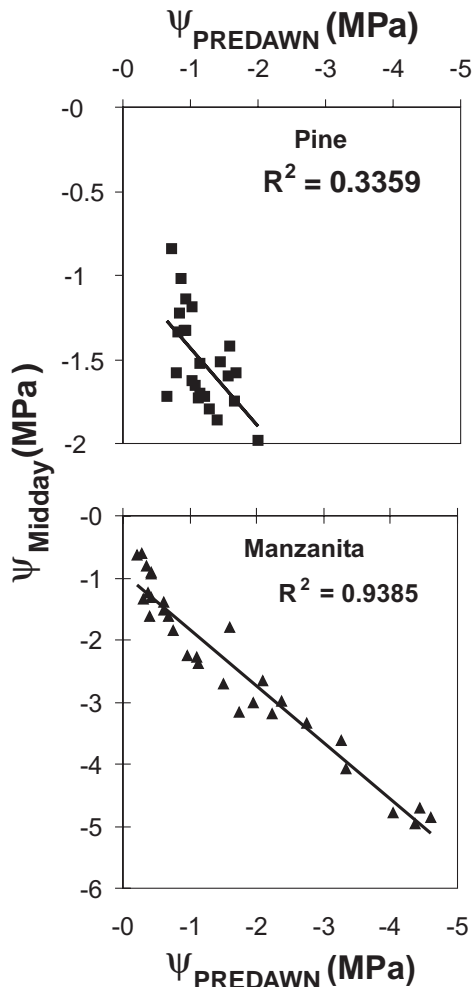 ΨPREDAWN (MPa)
-0 -1 -2 -3 -4 -5
-0
Pine
R² = 0.3359
-0.5
-1
-1.5
-2
ΨMidday (MPa)
-0
Manzanita
R² = 0.9385
-1
-2
-3
-4
-5
-6
-0 -1 -2 -3 -4 -5
ΨPREDAWN (MPa)